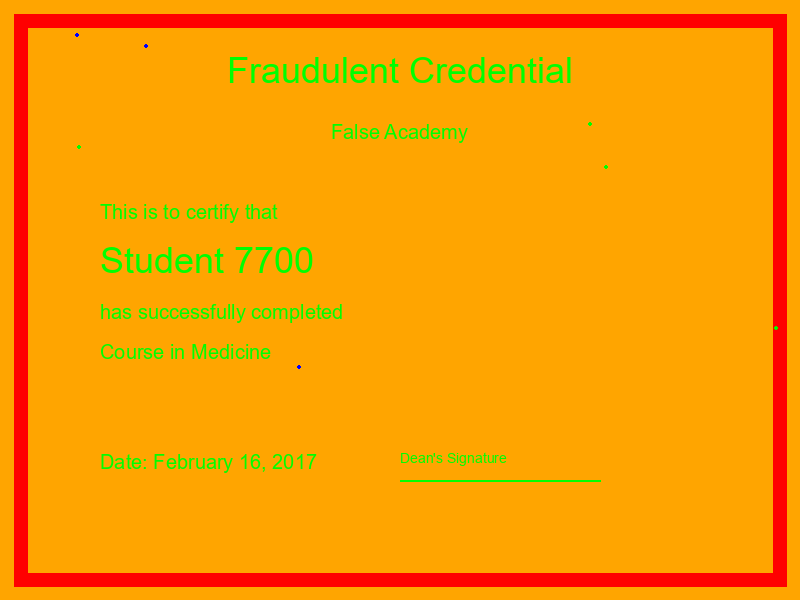 Fraudulent Credential
False Academy
This is to certify that
Student 7700
has successfully completed
Course in Medicine
Date: February 16, 2017
Dean's Signature